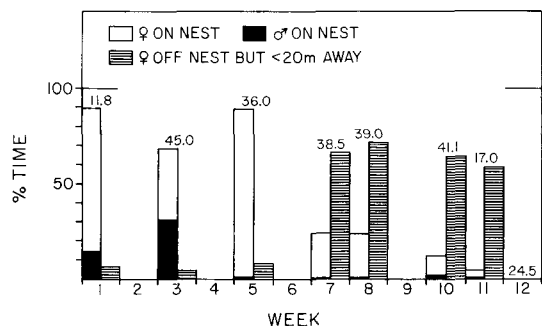 ♀ ON NEST ♂ ON NEST
♀ OFF NEST BUT <20m AWAY
% TIME
100
50
11.8
45.0
36.0
38.5
39.0
41.1
17.0
24.5
1 2 3 4 5 6 7 8 9 10 11 12
WEEK